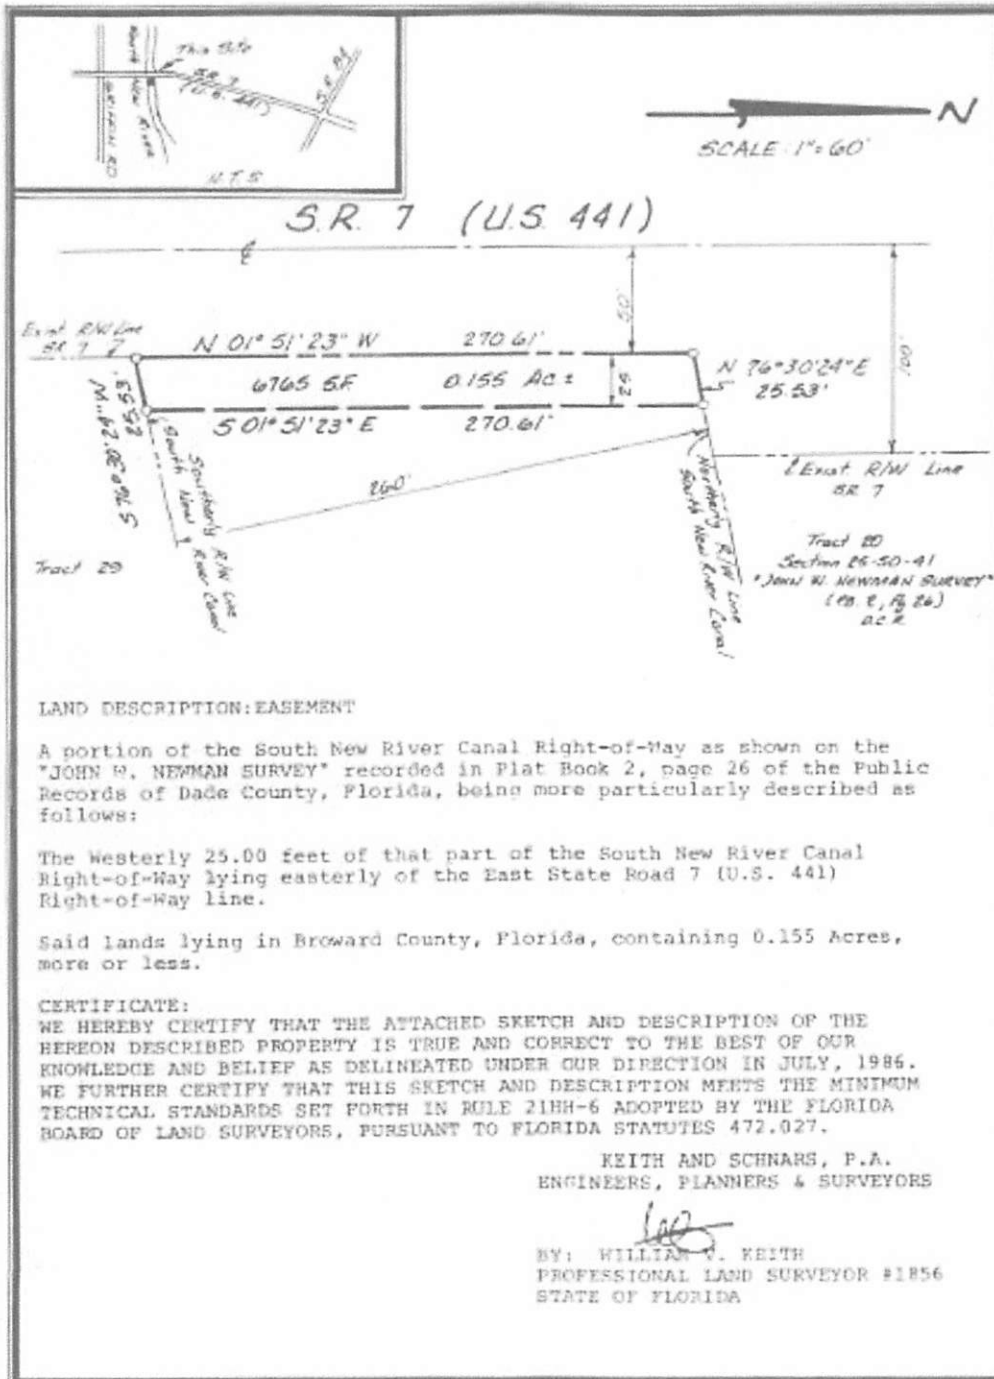 This Site
SR 7
(U.S. 441)
South New River
GRIFFIN RD
S.R. 84
N.T.S
N
SCALE: 1"=60'
S.R. 7 (U.S. 441)
50'
100'
Exist R/W Line
SR 7
N 01°51'23" W 270.61'
N 76°30'24" E
25.53'
6765 S.F. 0.155 Ac ±
25
S 01°51'23" E 270.61'
S 76°30'24" W
25.53'
Southerly R/W Line
South New River Canal
260'
Northerly R/W Line
South New River Canal
Exist. R/W Line
SR 7
Tract 29
Tract 20
Section 25-50-41
"JOHN W. NEWMAN SURVEY"
(P.B. 2, Pg 26)
D.C.R.
LAND DESCRIPTION:EASEMENT
A portion of the South New River Canal Right-of-Way as shown on the
"JOHN W. NEWMAN SURVEY" recorded in Plat Book 2, page 26 of the Public
Records of Dade County, Florida, being more particularly described as
follows:
The Westerly 25.00 feet of that part of the South New River Canal
Right-of-Way lying easterly of the East State Road 7 (U.S. 441)
Right-of-Way line.
Said lands lying in Broward County, Florida, containing 0.155 Acres,
more or less.
CERTIFICATE:
WE HEREBY CERTIFY THAT THE ATTACHED SKETCH AND DESCRIPTION OF THE
HEREON DESCRIBED PROPERTY IS TRUE AND CORRECT TO THE BEST OF OUR
KNOWLEDGE AND BELIEF AS DELINEATED UNDER OUR DIRECTION IN JULY, 1986.
WE FURTHER CERTIFY THAT THIS SKETCH AND DESCRIPTION MEETS THE MINIMUM
TECHNICAL STANDARDS SET FORTH IN RULE 21HH-6 ADOPTED BY THE FLORIDA
BOARD OF LAND SURVEYORS, PURSUANT TO FLORIDA STATUTES 472.027.
KEITH AND SCHNARS, P.A.
ENGINEERS, PLANNERS & SURVEYORS
BY: WILLIAM V. KEITH
PROFESSIONAL LAND SURVEYOR #1856
STATE OF FLORIDA